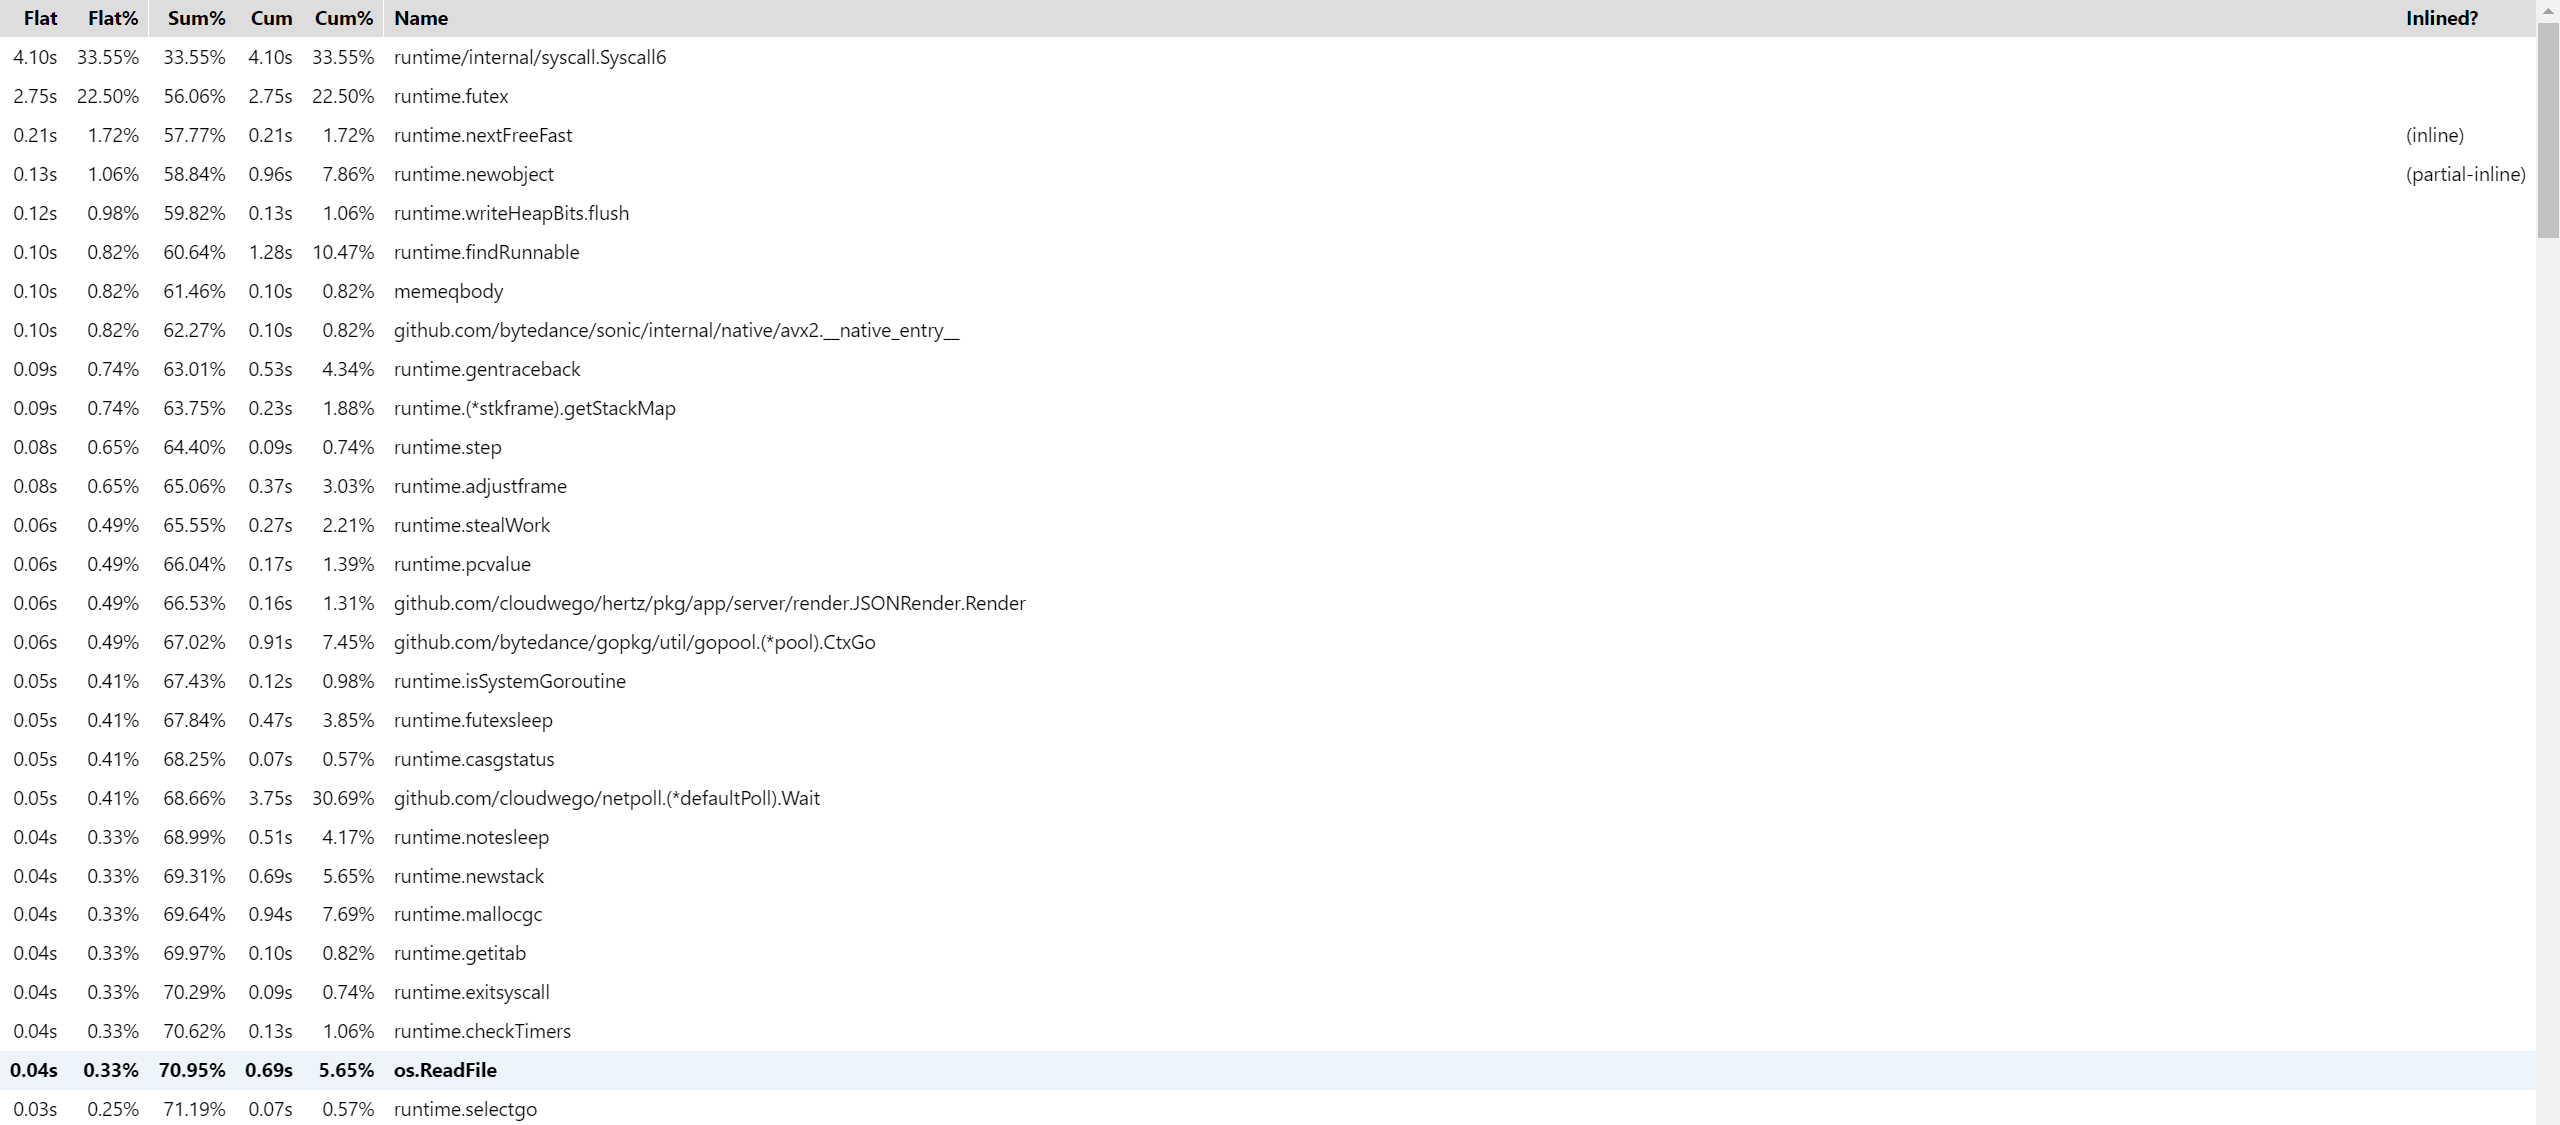 Flat Flat% Sum% Cum Cum% Name Inlined?
4.10s 33.55% 33.55% 4.10s 33.55% runtime/internal/syscall.Syscall6
2.75s 22.50% 56.06% 2.75s 22.50% runtime.futex
0.21s 1.72% 57.77% 0.21s 1.72% runtime.nextFreeFast (inline)
0.13s 1.06% 58.84% 0.96s 7.86% runtime.newobject (partial-inline)
0.12s 0.98% 59.82% 0.13s 1.06% runtime.writeHeapBits.flush
0.10s 0.82% 60.64% 1.28s 10.47% runtime.findRunnable
0.10s 0.82% 61.46% 0.10s 0.82% memeqbody
0.10s 0.82% 62.27% 0.10s 0.82% github.com/bytedance/sonic/internal/native/avx2.__native_entry__
0.09s 0.74% 63.01% 0.53s 4.34% runtime.gentraceback
0.09s 0.74% 63.75% 0.23s 1.88% runtime.(*stkframe).getStackMap
0.08s 0.65% 64.40% 0.09s 0.74% runtime.step
0.08s 0.65% 65.06% 0.37s 3.03% runtime.adjustframe
0.06s 0.49% 65.55% 0.27s 2.21% runtime.stealWork
0.06s 0.49% 66.04% 0.17s 1.39% runtime.pcvalue
0.06s 0.49% 66.53% 0.16s 1.31% github.com/cloudwego/hertz/pkg/app/server/render.JSONRender.Render
0.06s 0.49% 67.02% 0.91s 7.45% github.com/bytedance/gopkg/util/gopool.(*pool).CtxGo
0.05s 0.41% 67.43% 0.12s 0.98% runtime.isSystemGoroutine
0.05s 0.41% 67.84% 0.47s 3.85% runtime.futexsleep
0.05s 0.41% 68.25% 0.07s 0.57% runtime.casgstatus
0.05s 0.41% 68.66% 3.75s 30.69% github.com/cloudwego/netpoll.(*defaultPoll).Wait
0.04s 0.33% 68.99% 0.51s 4.17% runtime.notesleep
0.04s 0.33% 69.31% 0.69s 5.65% runtime.newstack
0.04s 0.33% 69.64% 0.94s 7.69% runtime.mallocgc
0.04s 0.33% 69.97% 0.10s 0.82% runtime.getitab
0.04s 0.33% 70.29% 0.09s 0.74% runtime.exitsyscall
0.04s 0.33% 70.62% 0.13s 1.06% runtime.checkTimers
0.04s 0.33% 70.95% 0.69s 5.65% os.ReadFile
0.03s 0.25% 71.19% 0.07s 0.57% runtime.selectgo